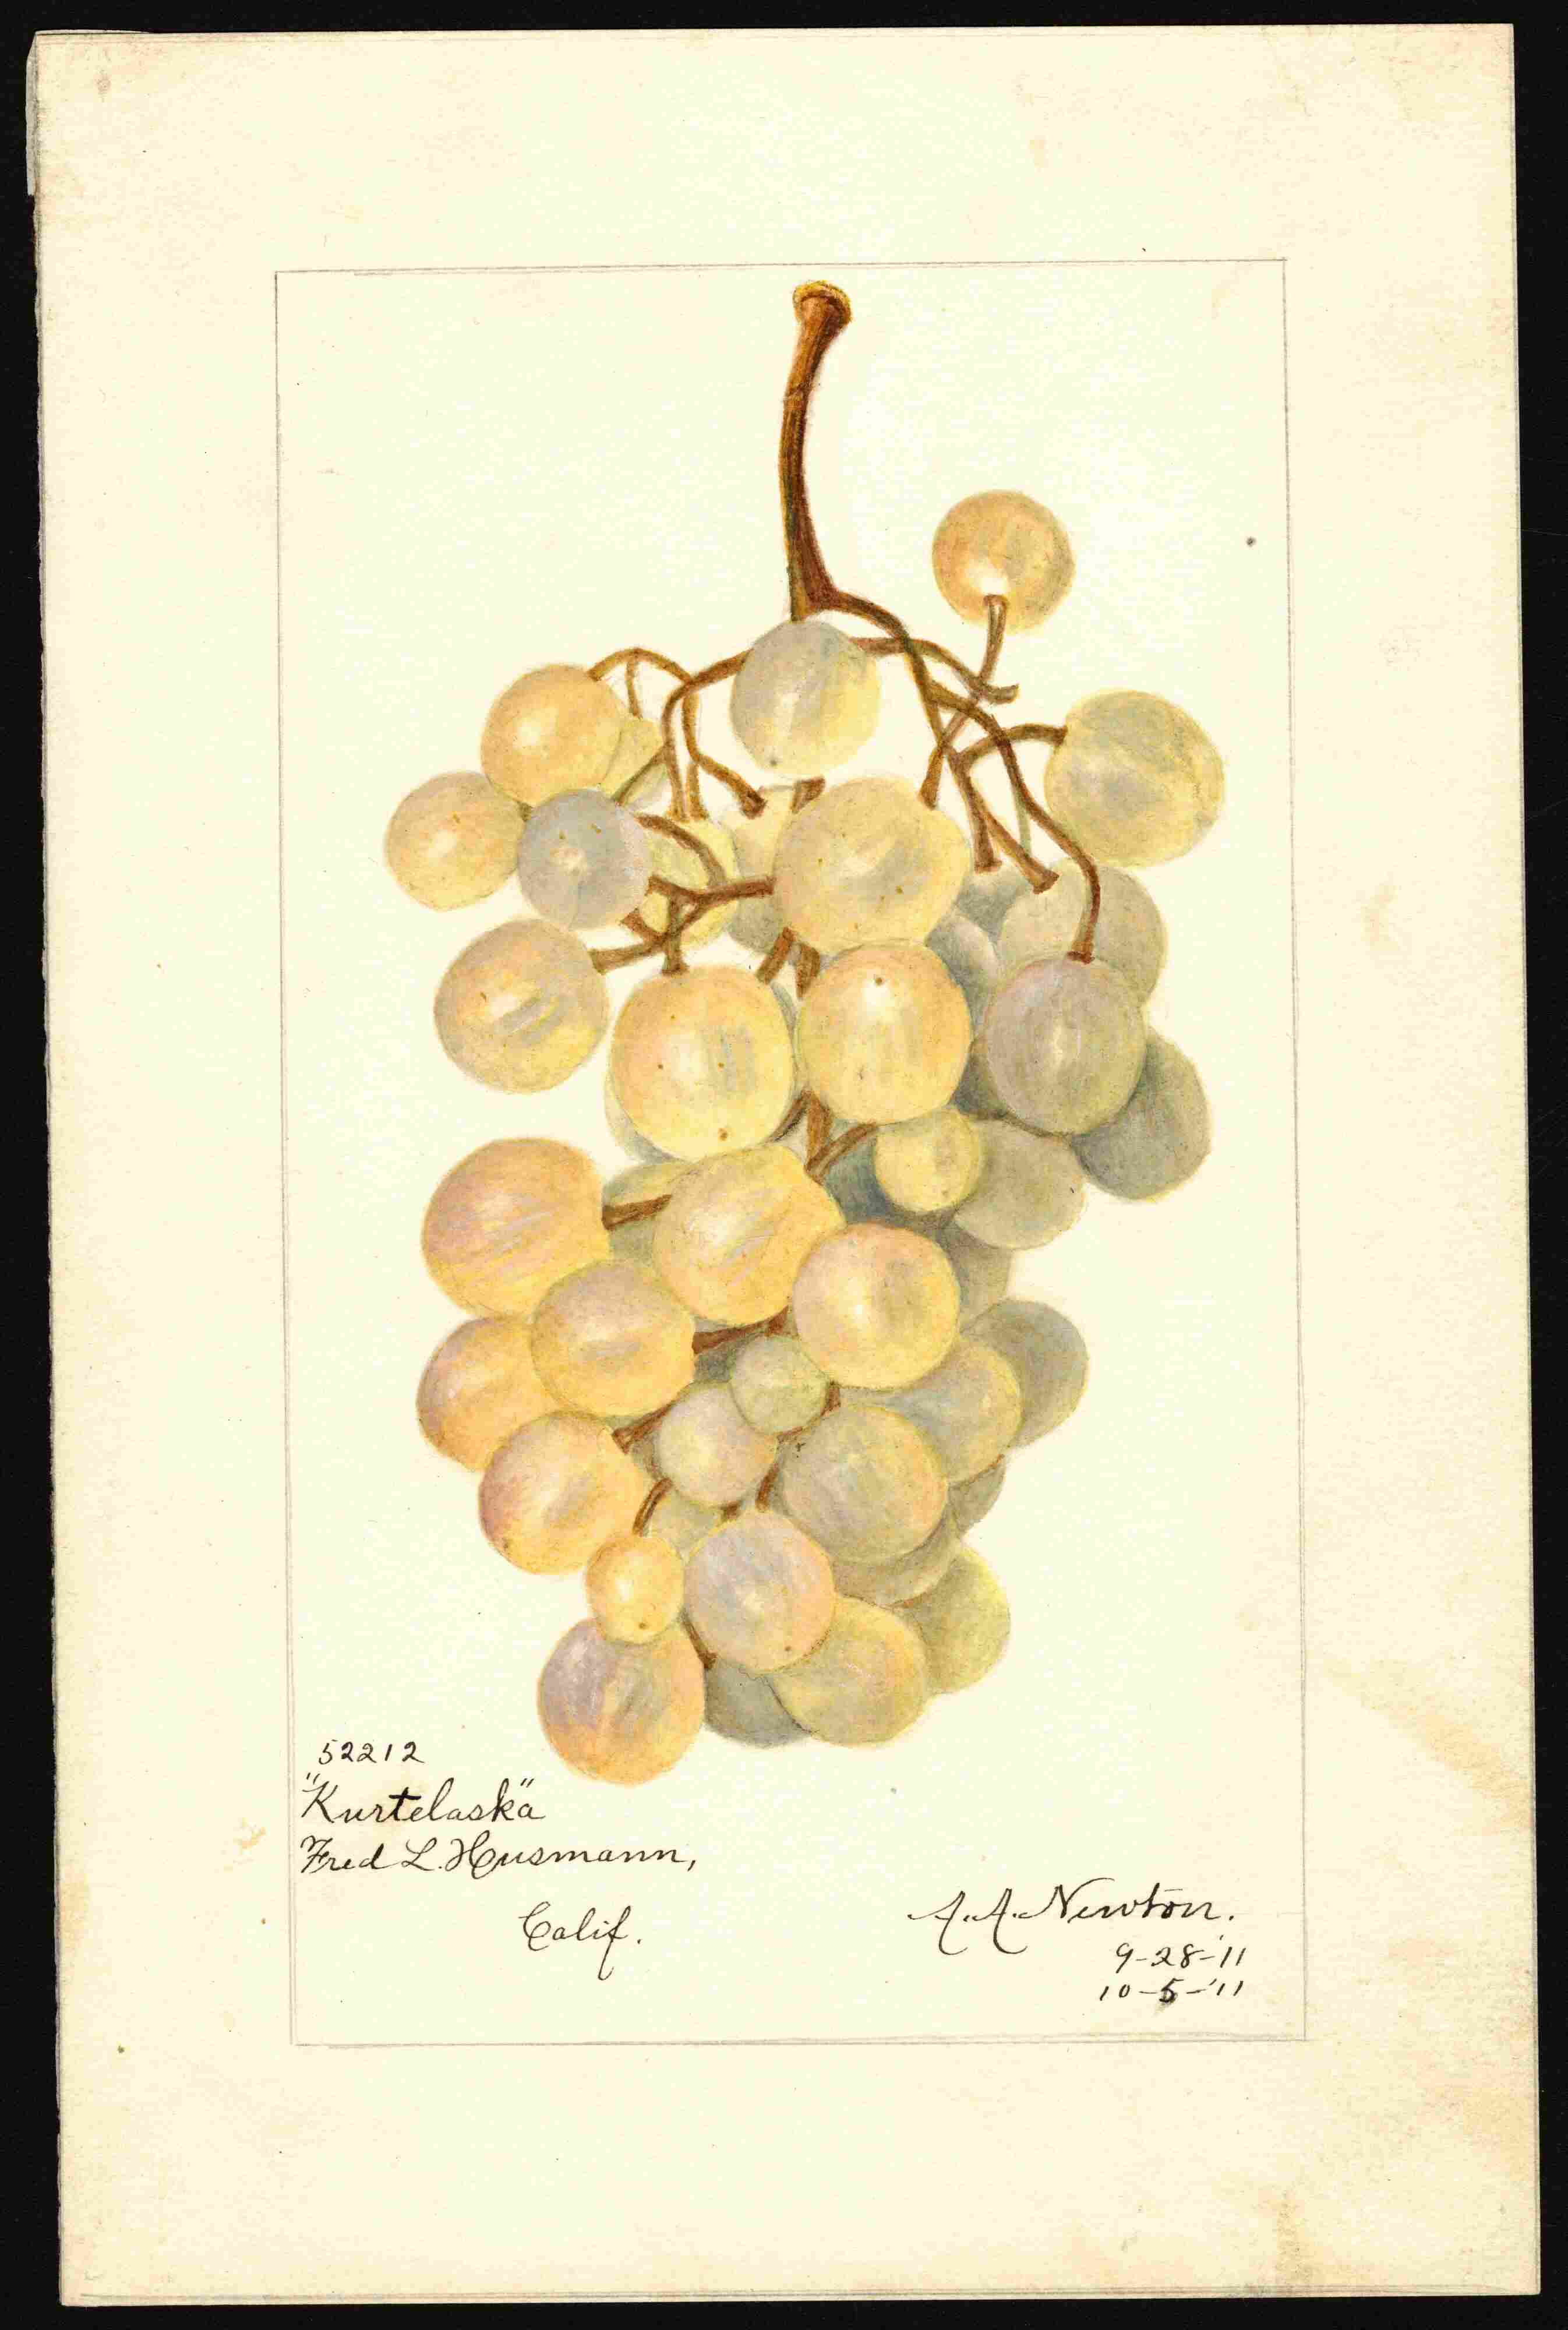 52212
"Kurtelaska"
Fred L. Husmann,
Calif.
A.A. Newton.
9-28-'11
10-5-'11